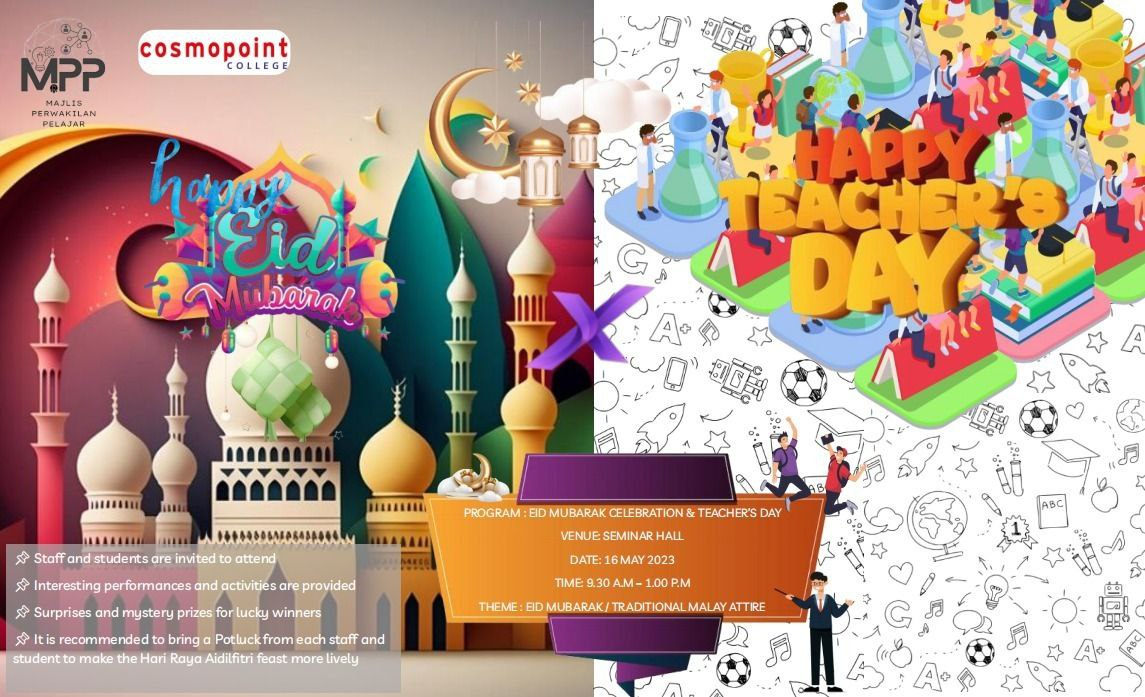 MPP
MAJLIS
PERWAKILAN
PELAJAR
cosmopoint
COLLEGE
happy
Eid
Mubarak
X
HAPPY
TEACHER'S
DAY
PROGRAM : EID MUBARAK CELEBRATION & TEACHER'S DAY
VENUE: SEMINAR HALL
DATE: 16 MAY 2023
TIME: 9.30 A.M – 1.00 P.M
THEME : EID MUBARAK / TRADITIONAL MALAY ATTIRE
Staff and students are invited to attend
Interesting performances and activities are provided
Surprises and mystery prizes for lucky winners
It is recommended to bring a Potluck from each staff and
student to make the Hari Raya Aidilfitri feast more lively
A+
A+
ABC
ABC
1